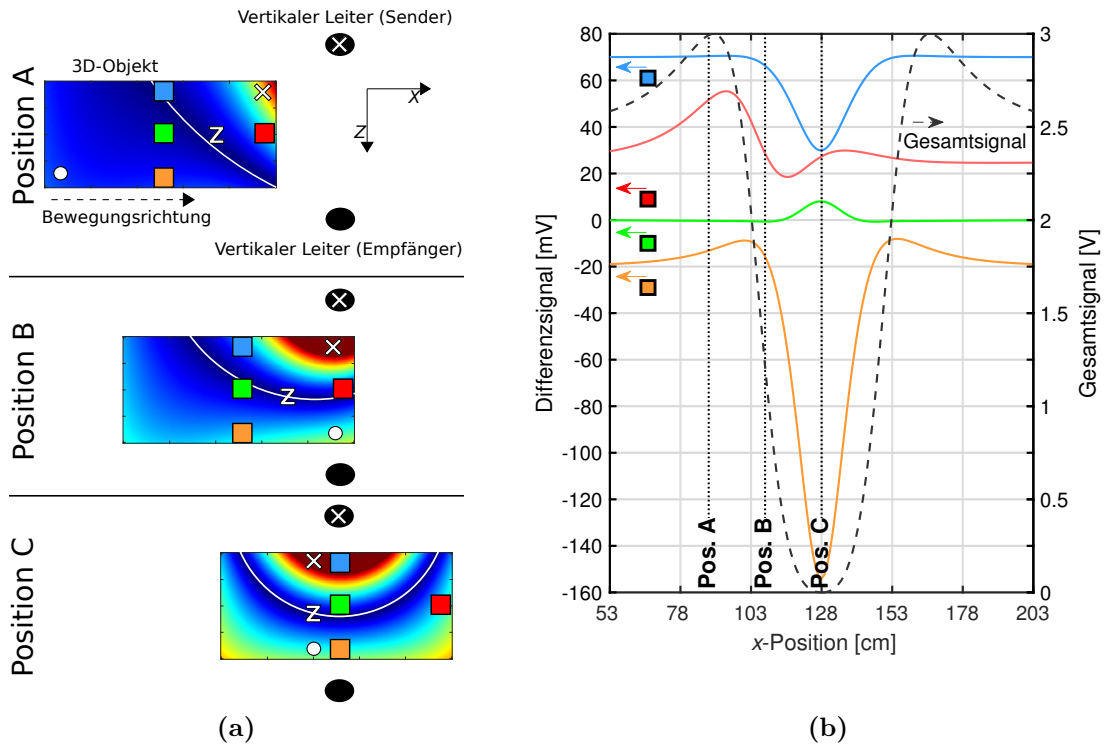 Vertikaler Leiter (Sender)
Position A
3D-Objekt
z
x
z
Bewegungsrichtung
Vertikaler Leiter (Empfänger)
Position B
z
Position C
z
(a)
80
60
40
20
0
-20
-40
-60
-80
-100
-120
-140
-160
Differenzsignal [mV]
3
2.5
2
1.5
1
0.5
0
Gesamtsignal [V]
Gesamtsignal
Pos. A
Pos. B
Pos. C
53 78 103 128 153 178 203
x-Position [cm]
(b)